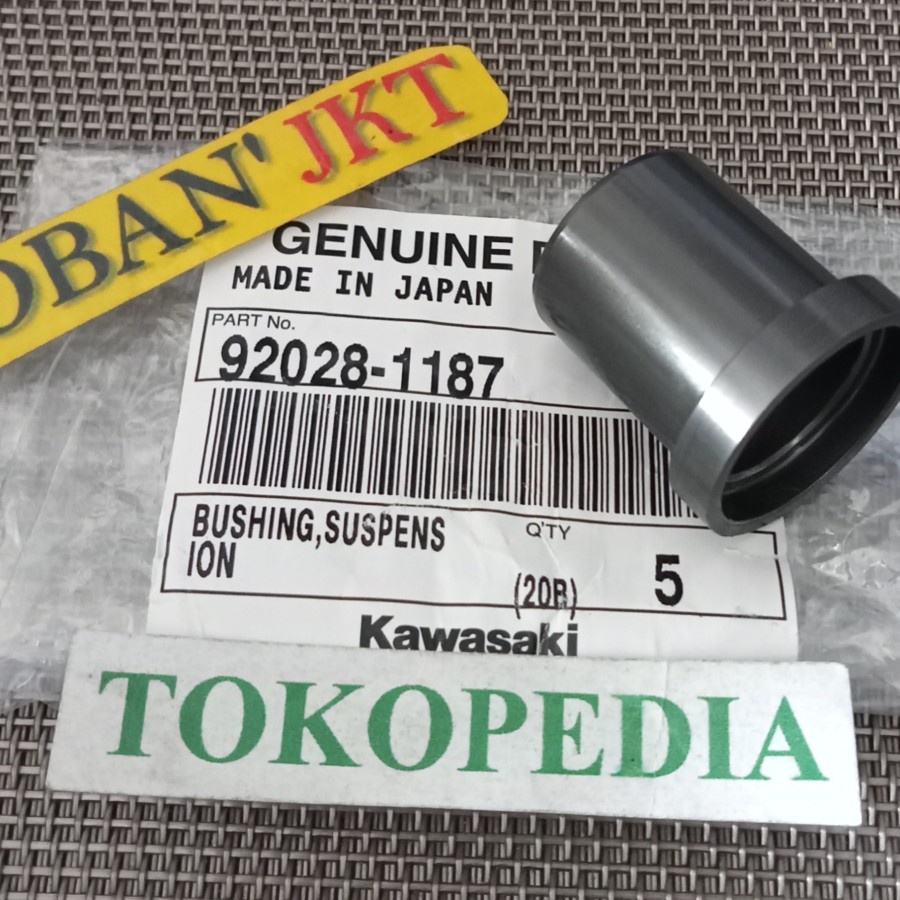 OBAN' JKT
GENUINE
MADE IN JAPAN
PART No.
92028-1187
BUSHING,SUSPENS
ION
Q'TY
(20B)
5
Kawasaki
TOKOPEDIA